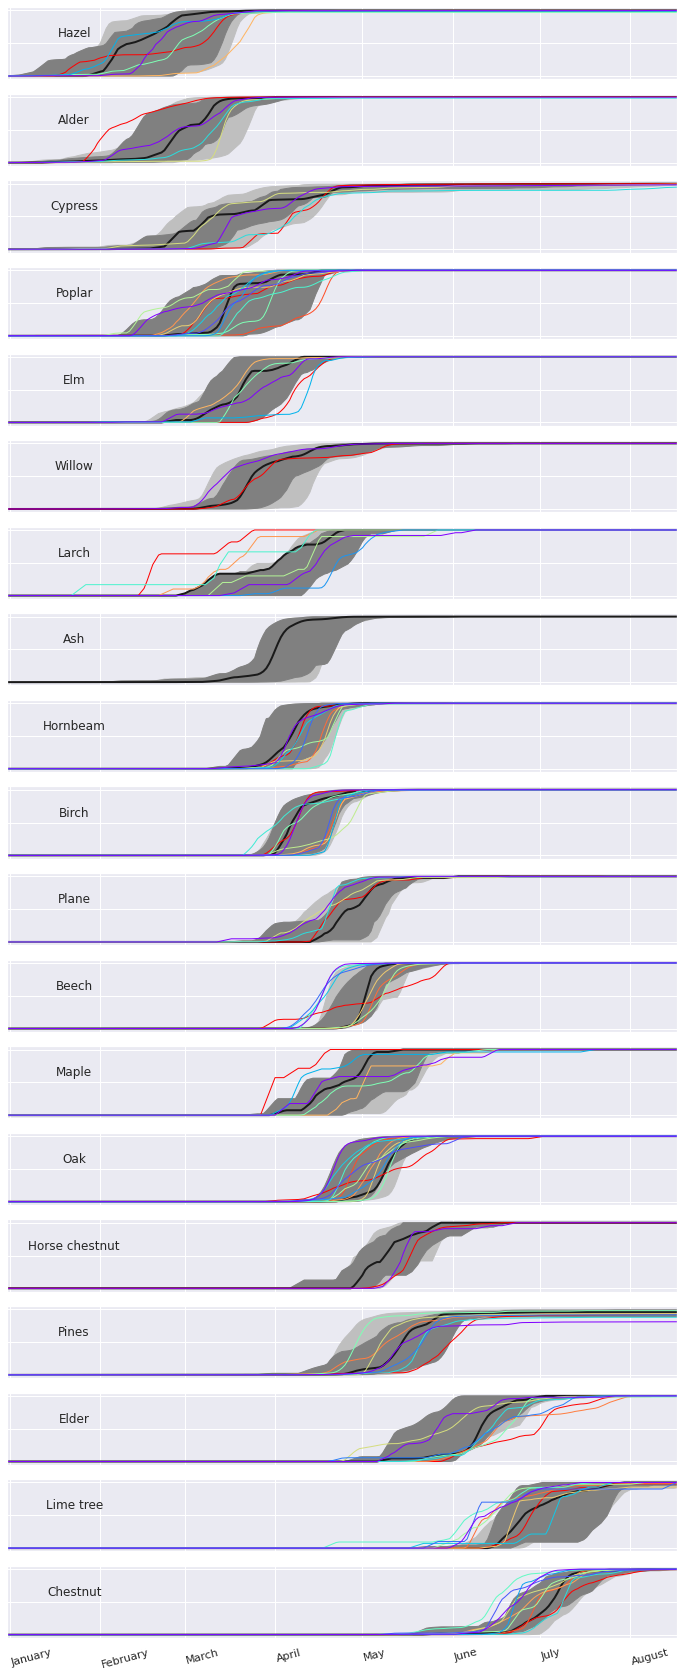 Hazel
Alder
Cypress
Poplar
Elm
Willow
Larch
Ash
Hornbeam
Birch
Plane
Beech
Maple
Oak
Horse chestnut
Pines
Elder
Lime tree
Chestnut
January February March April May June July August